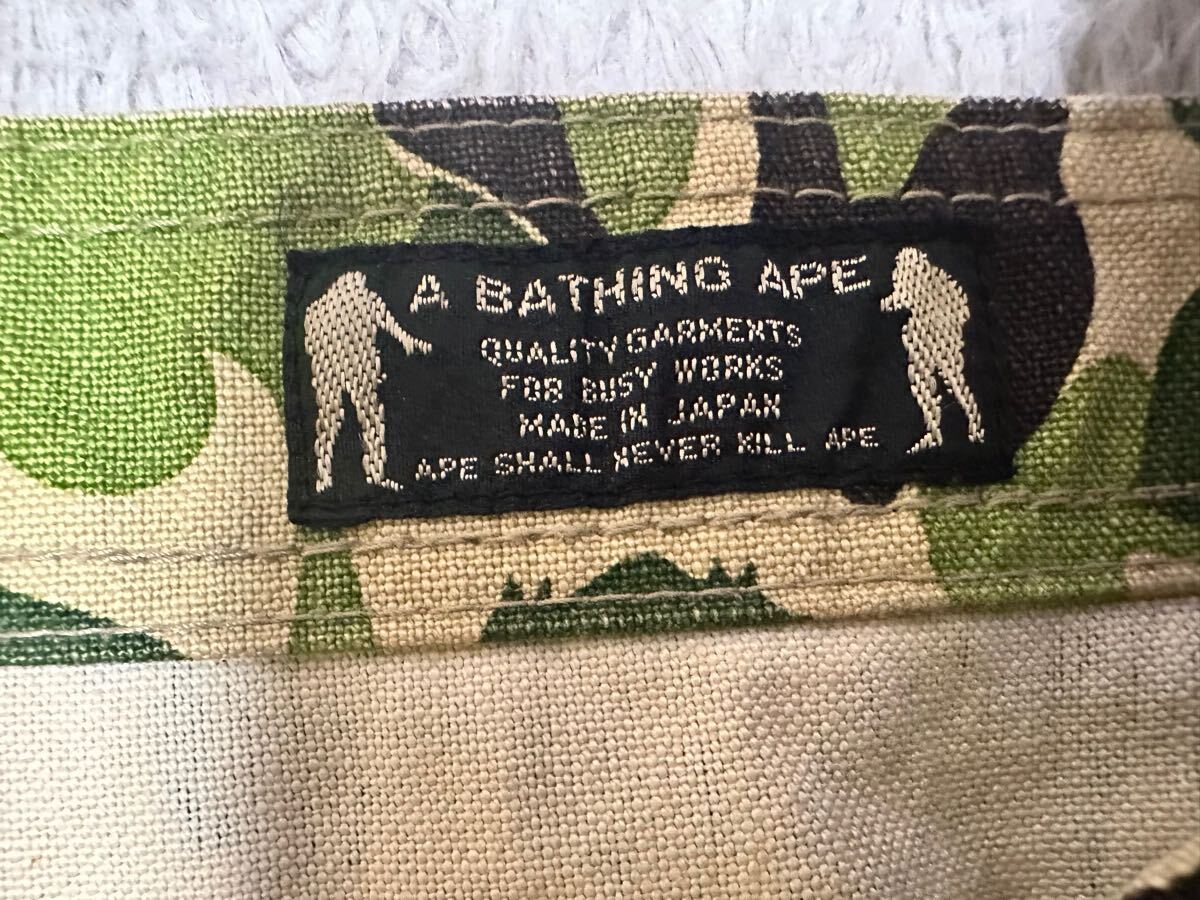 A BATHING APE
QUALITY GARMENTS
FOR BUSY WORKS
MADE IN JAPAN
APE SHALL NEVER KILL APE